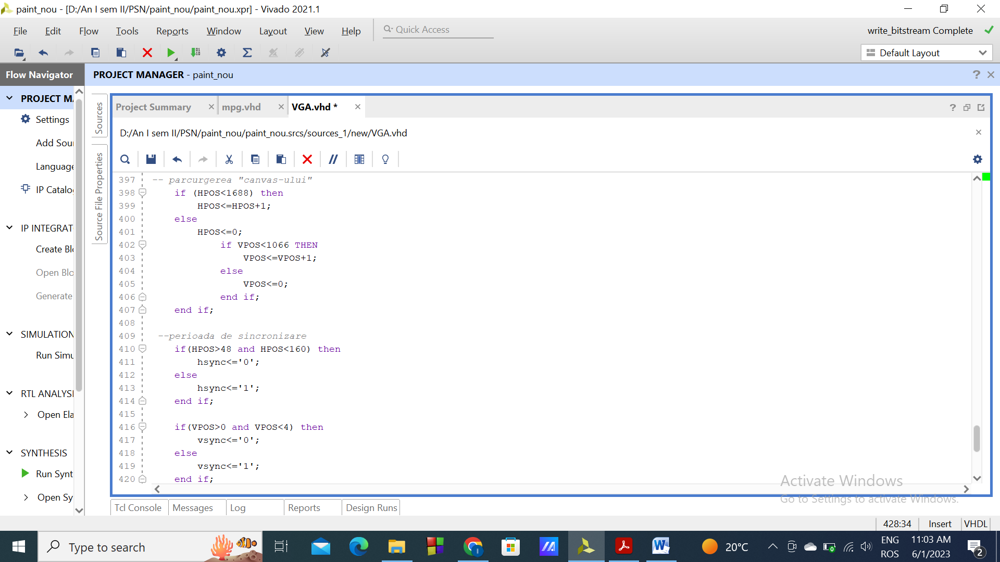 paint_nou - [D:/An I sem II/PSN/paint_nou/paint_nou.xpr] - Vivado 2021.1
File Edit Flow Tools Reports Window Layout View Help Quick Access write_bitstream Complete
Default Layout
Flow Navigator PROJECT MANAGER - paint_nou
PROJECT MA
Settings
Add Sou
Language
IP Catalo
IP INTEGRAT
Create Blo
Open Blo
Generate
SIMULATION
Run Simu
RTL ANALYSI
Open Ela
SYNTHESIS
Run Synt
Open Sy
Sources
Source File Properties
Project Summary mpg.vhd VGA.vhd *
D:/An I sem II/PSN/paint_nou/paint_nou.srcs/sources_1/new/VGA.vhd
397 -- parcurgerea "canvas-ului"
398 if (HPOS<1688) then
399 HPOS<=HPOS+1;
400 else
401 HPOS<=0;
402 if VPOS<1066 THEN
403 VPOS<=VPOS+1;
404 else
405 VPOS<=0;
406 end if;
407 end if;
408
409 --perioada de sincronizare
410 if(HPOS>48 and HPOS<160) then
411 hsync<='0';
412 else
413 hsync<='1';
414 end if;
415
416 if(VPOS>0 and VPOS<4) then
417 vsync<='0';
418 else
419 vsync<='1';
420 end if;
Activate Windows
Go to Settings to activate Windows.
Tcl Console Messages Log Reports Design Runs
428:34 Insert VHDL
Type to search
20°C
ENG
ROS
11:03 AM
6/1/2023
2